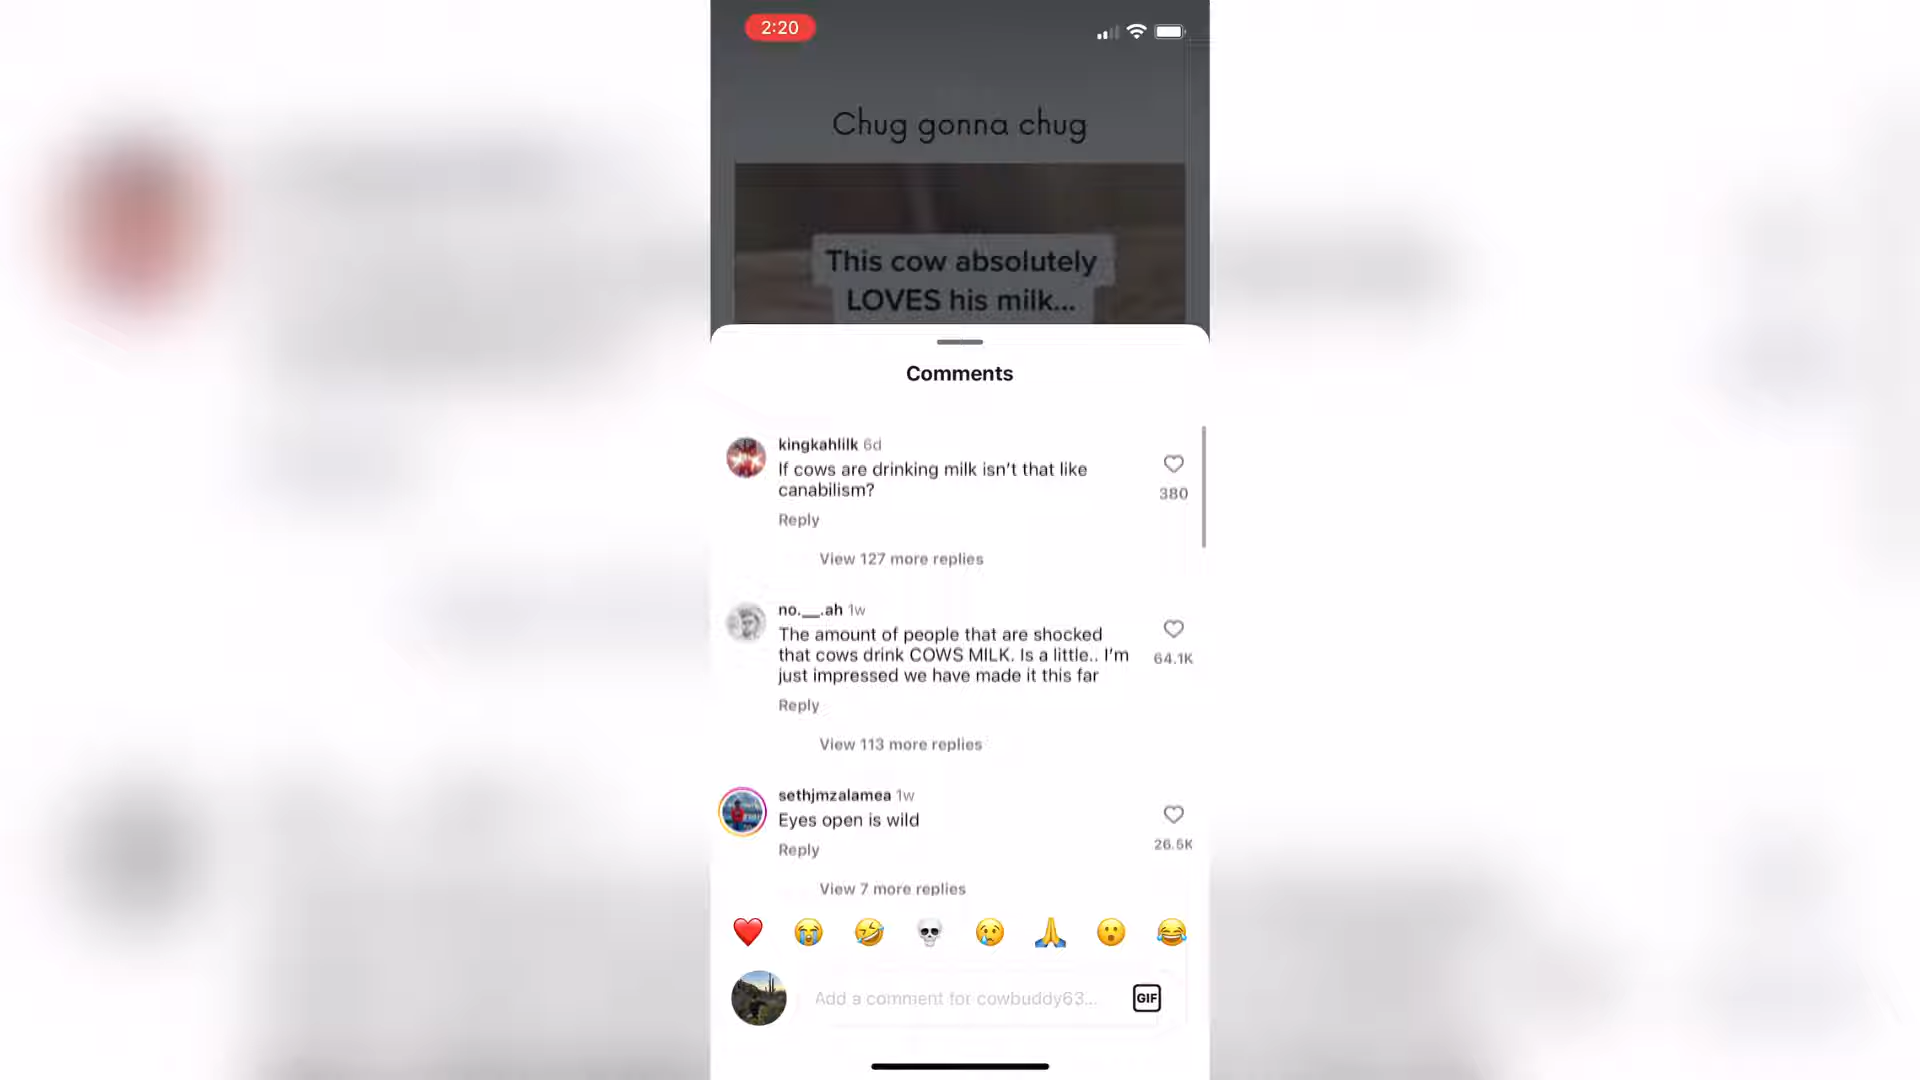 2:20
Chug gonna chug
This cow absolutely
LOVES his milk...
Comments
kingkahlilk 6d
If cows are drinking milk isn't that like
canabilism?
380
Reply
View 127 more replies
no.__.ah 1w
The amount of people that are shocked
that cows drink COWS MILK. Is a little.. I'm
just impressed we have made it this far
64.1K
Reply
View 113 more replies
sethjmzalamea 1w
Eyes open is wild
26.5K
Reply
View 7 more replies
Add a comment for cowbuddy63...
GIF